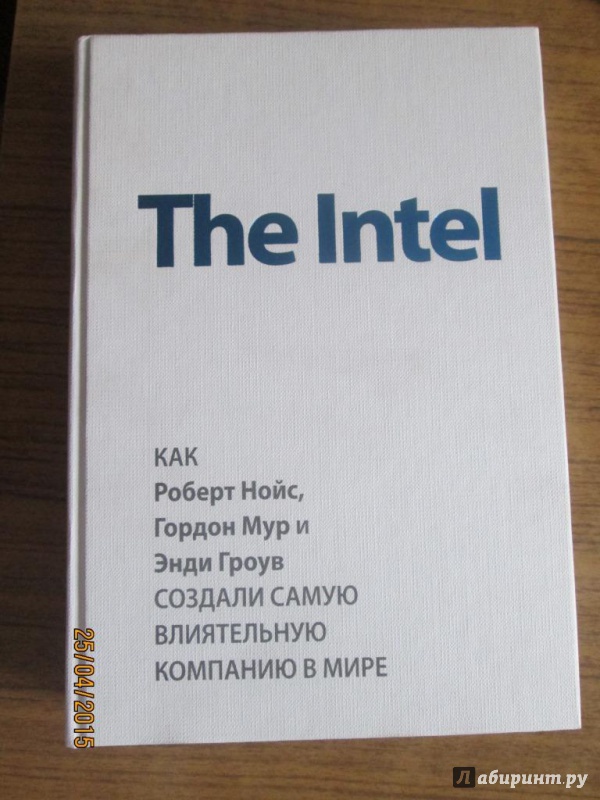 The Intel
КАК
Роберт Нойс,
Гордон Мур и
Энди Гроув
СОЗДАЛИ САМУЮ
ВЛИЯТЕЛЬНУЮ
КОМПАНИЮ В МИРЕ
25/04/2015
Лабиринт.ру